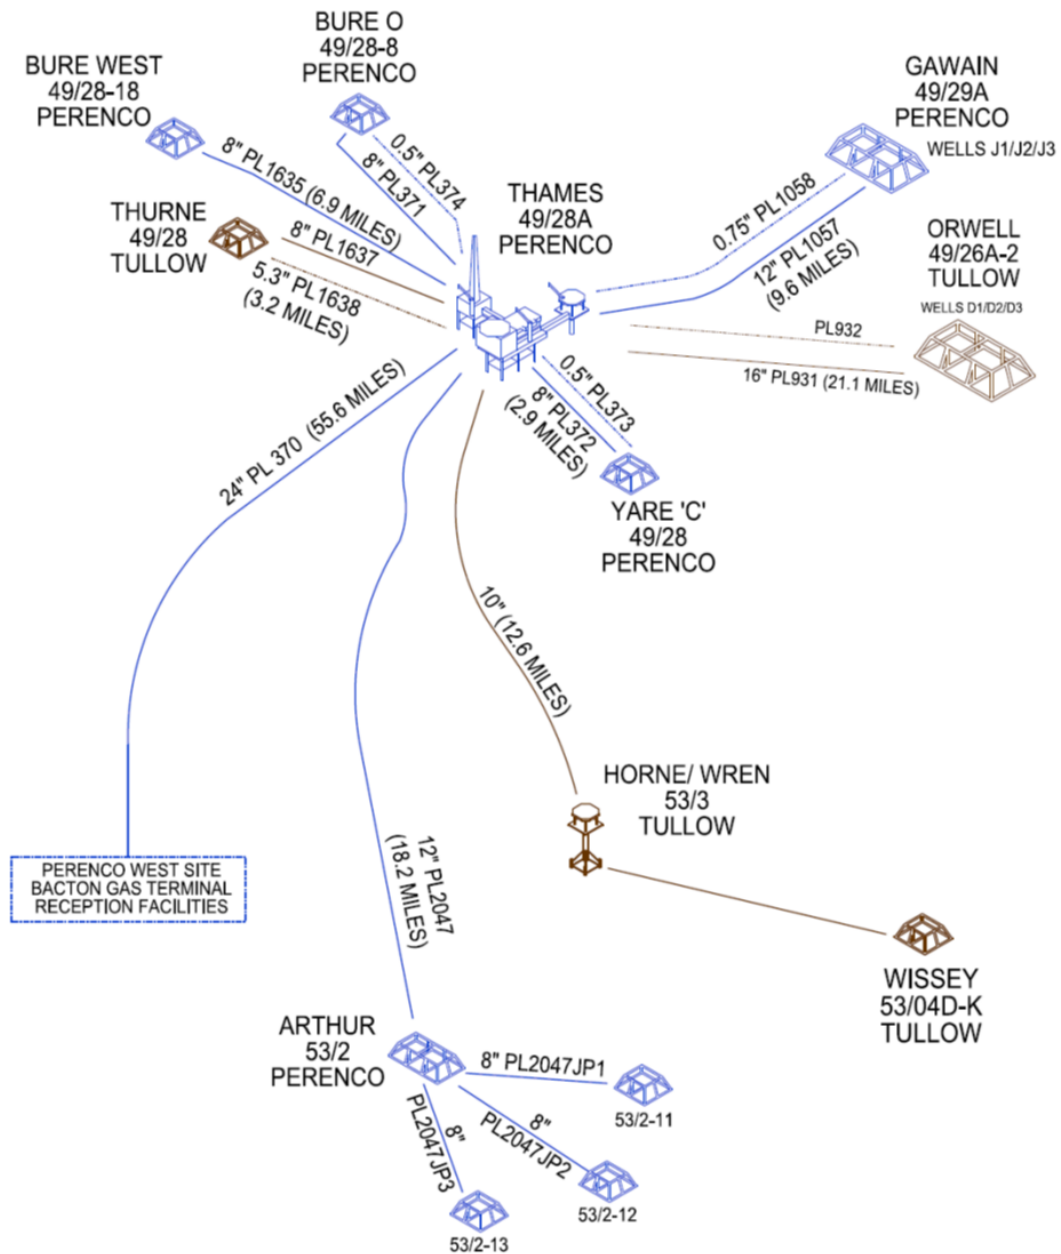 BURE O
49/28-8
PERENCO
BURE WEST
49/28-18
PERENCO
GAWAIN
49/29A
PERENCO
WELLS J1/J2/J3
0.5" PL374
8" PL371
8" PL1635 (6.9 MILES)
THURNE
49/28
TULLOW
8" PL1637
5.3" PL1638
(3.2 MILES)
THAMES
49/28A
PERENCO
0.75" PL1058
12" PL1057
(9.6 MILES)
ORWELL
49/26A-2
TULLOW
WELLS D1/D2/D3
PL932
16" PL931 (21.1 MILES)
0.5" PL373
8" PL372
(2.9 MILES)
24" PL 370 (55.6 MILES)
YARE 'C'
49/28
PERENCO
10" (12.6 MILES)
HORNE/ WREN
53/3
TULLOW
12" PL2047
(18.2 MILES)
PERENCO WEST SITE
BACTON GAS TERMINAL
RECEPTION FACILITIES
WISSEY
53/04D-K
TULLOW
ARTHUR
53/2
PERENCO
8" PL2047JP1
53/2-11
8"
PL2047JP2
53/2-12
8"
PL2047JP3
53/2-13